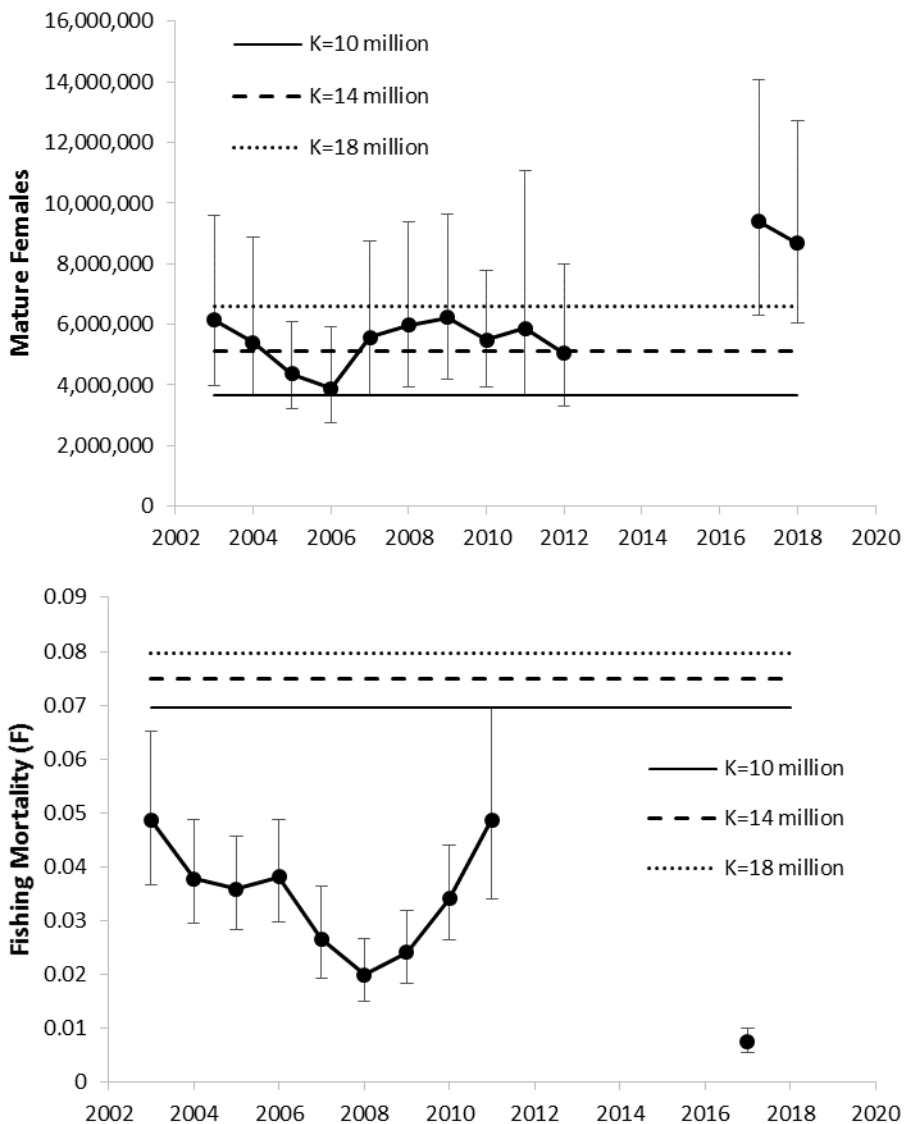 16,000,000
14,000,000
12,000,000
10,000,000
8,000,000
6,000,000
4,000,000
2,000,000
0
Mature Females
K=10 million
K=14 million
K=18 million
2002 2004 2006 2008 2010 2012 2014 2016 2018 2020
0.09
0.08
0.07
0.06
0.05
0.04
0.03
0.02
0.01
0
Fishing Mortality (F)
K=10 million
K=14 million
K=18 million
2002 2004 2006 2008 2010 2012 2014 2016 2018 2020